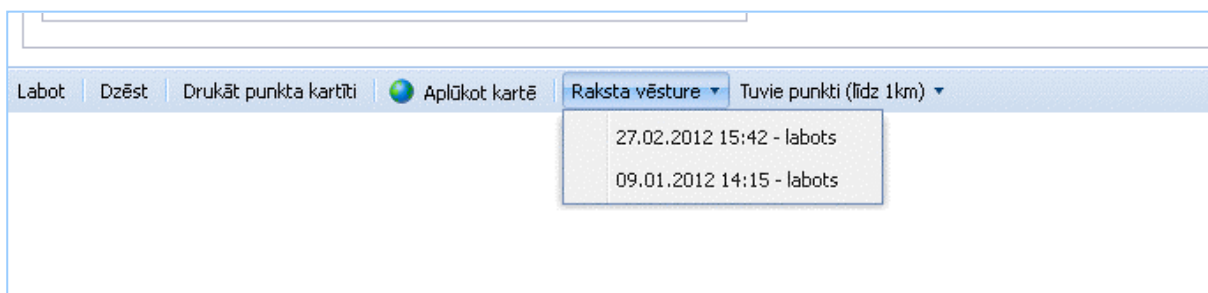 Labot Dzēst Drukāt punkta kartīti Aplūkot kartē Raksta vēsture Tuvie punkti (līdz 1km)
27.02.2012 15:42 - labots
09.01.2012 14:15 - labots